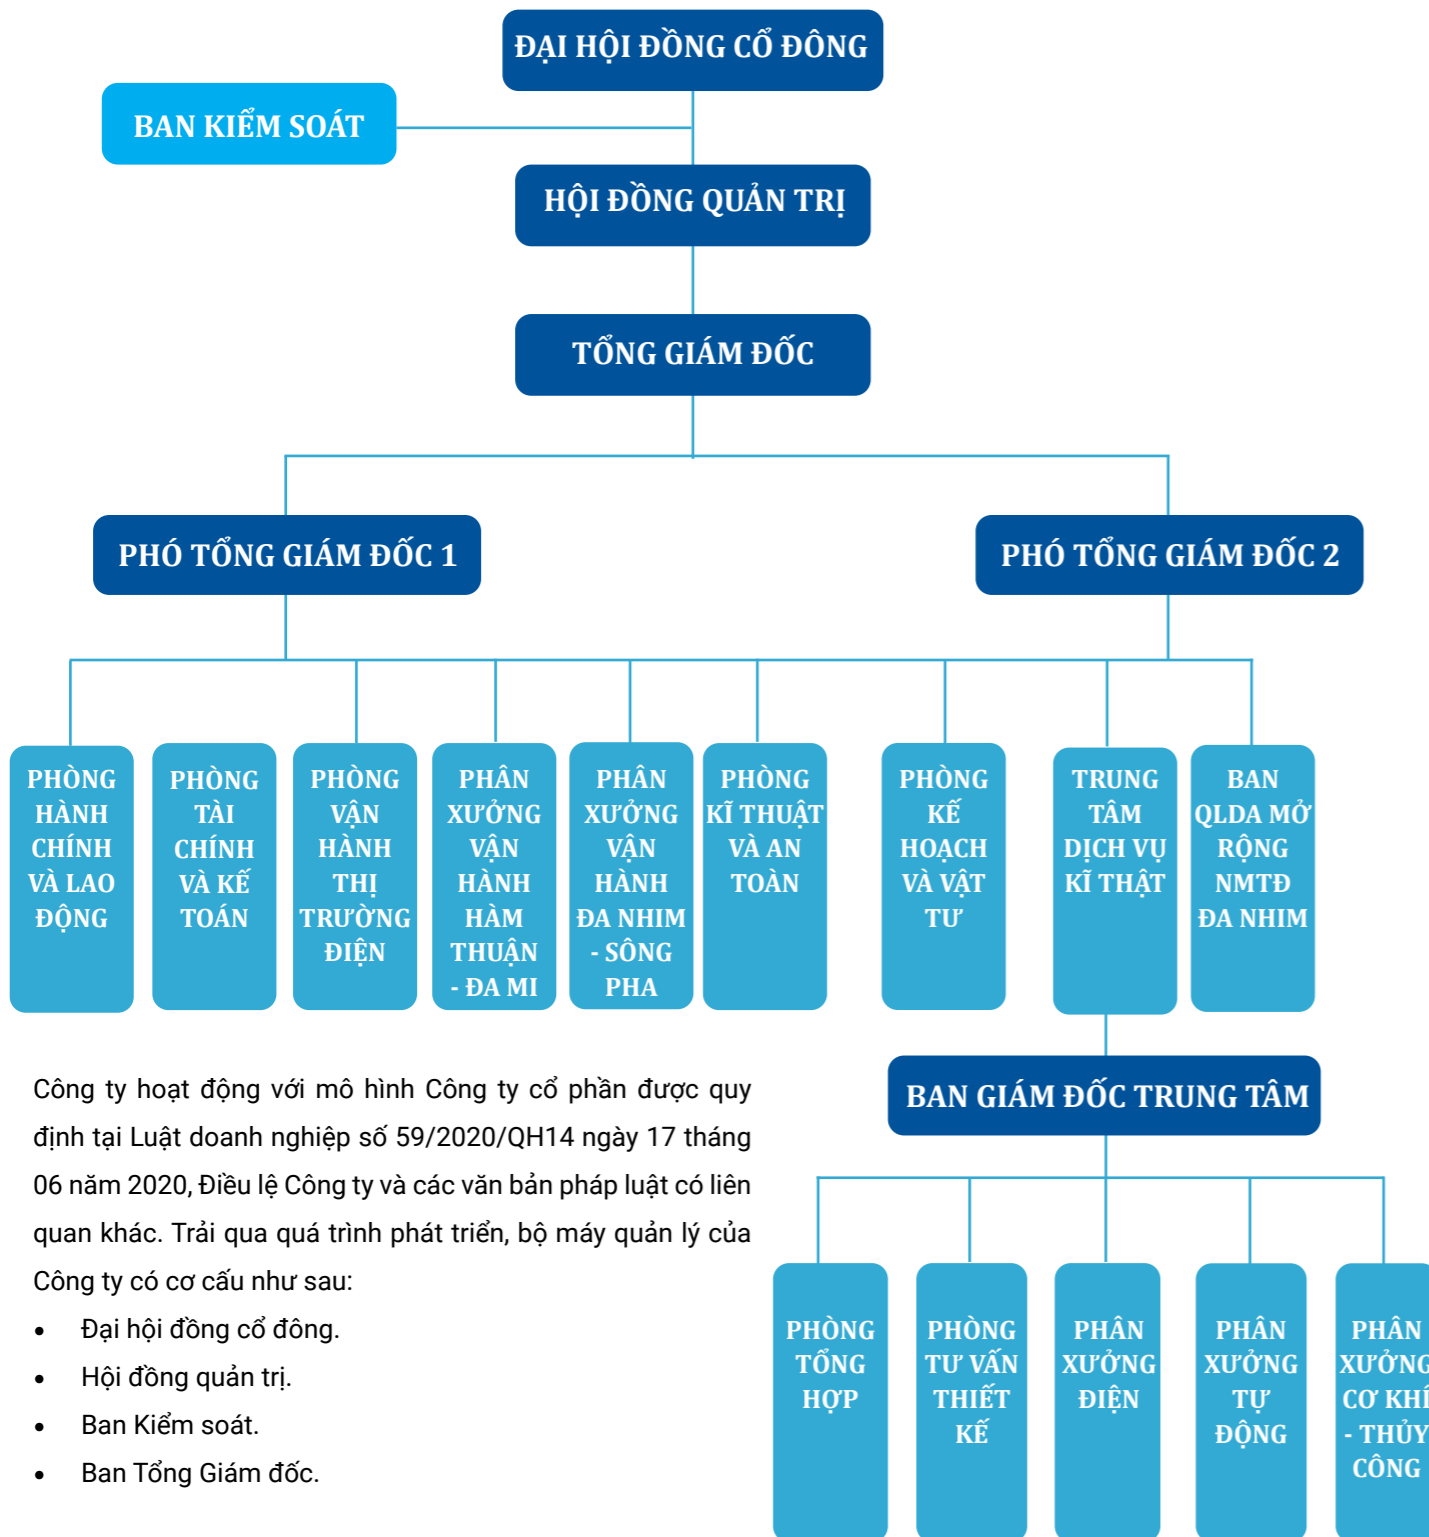 ĐẠI HỘI ĐỒNG CỔ ĐÔNG
BAN KIỂM SOÁT
HỘI ĐỒNG QUẢN TRỊ
TỔNG GIÁM ĐỐC
PHÓ TỔNG GIÁM ĐỐC 1
PHÓ TỔNG GIÁM ĐỐC 2
PHÒNG
HÀNH
CHÍNH
VÀ LAO
ĐỘNG
PHÒNG
TÀI
CHÍNH
VÀ KẾ
TOÁN
PHÒNG
VẬN
HÀNH
THỊ
TRƯỜNG
ĐIỆN
PHÂN
XƯỞNG
VẬN
HÀNH
HÀM
THUẬN
- ĐA MI
PHÂN
XƯỞNG
VẬN
HÀNH
ĐA NHIM
- SÔNG
PHA
PHÒNG
KĨ THUẬT
VÀ AN
TOÀN
PHÒNG
KẾ
HOẠCH
VÀ VẬT
TƯ
TRUNG
TÂM
DỊCH VỤ
KĨ THẬT
BAN
QLDA MỞ
RỘNG
NMTĐ
ĐA NHIM
BAN GIÁM ĐỐC TRUNG TÂM
PHÒNG
TỔNG
HỢP
PHÒNG
TƯ VẤN
THIẾT
KẾ
PHÂN
XƯỞNG
ĐIỆN
PHÂN
XƯỞNG
TỰ
ĐỘNG
PHÂN
XƯỞNG
CƠ KHÍ
- THỦY
CÔNG
Công ty hoạt động với mô hình Công ty cổ phần được quy
định tại Luật doanh nghiệp số 59/2020/QH14 ngày 17 tháng
06 năm 2020, Điều lệ Công ty và các văn bản pháp luật có liên
quan khác. Trải qua quá trình phát triển, bộ máy quản lý của
Công ty có cơ cấu như sau:
• Đại hội đồng cổ đông.
• Hội đồng quản trị.
• Ban Kiểm soát.
• Ban Tổng Giám đốc.